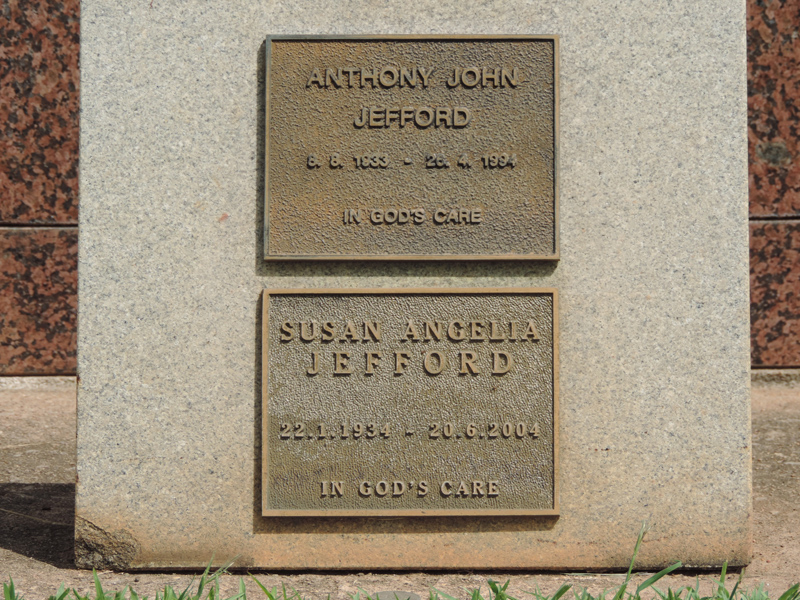 ANTHONY JOHN
JEFFORD
8. 8. 1933 - 26. 4. 1994
IN GOD'S CARE
SUSAN ANGELIA
JEFFORD
22.1.1934 - 20.6.2004
IN GOD'S CARE